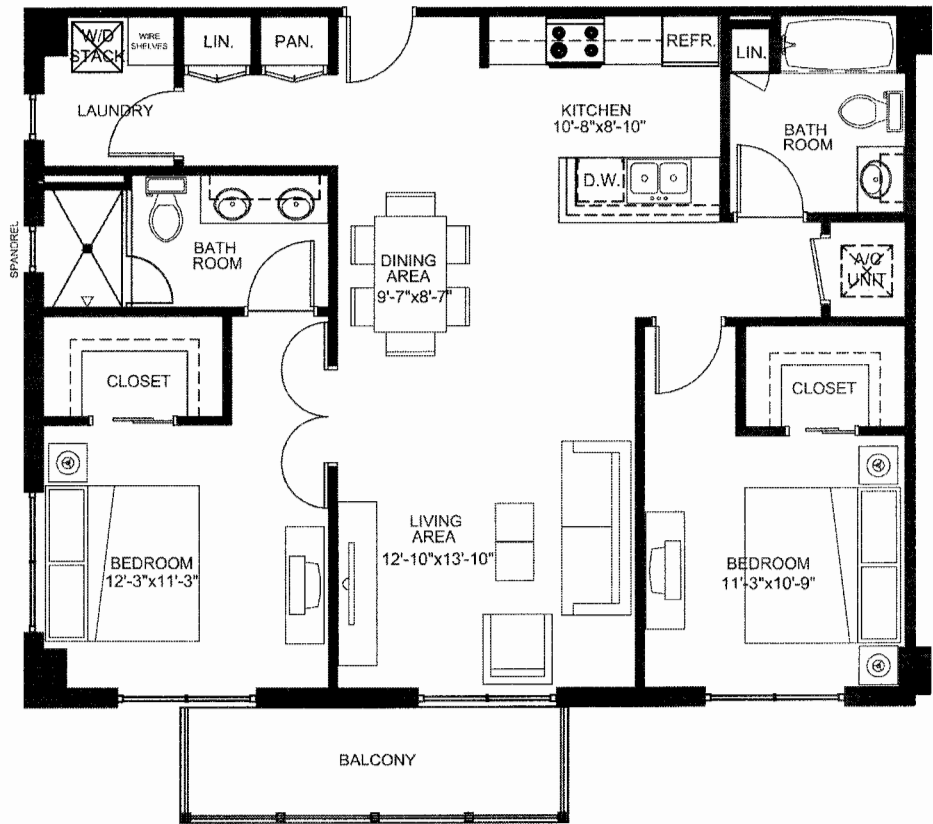 W/D
STACK
WIRE
SHELVES
LIN.
PAN.
REFR.
LIN.
LAUNDRY
KITCHEN
10'-8"x8'-10"
BATH
ROOM
D.W.
SPANDREL
BATH
ROOM
DINING
AREA
9'-7"x8'-7"
A/C
UNIT
CLOSET
CLOSET
LIVING
AREA
12'-10"x13'-10"
BEDROOM
12'-3"x11'-3"
BEDROOM
11'-3"x10'-9"
BALCONY